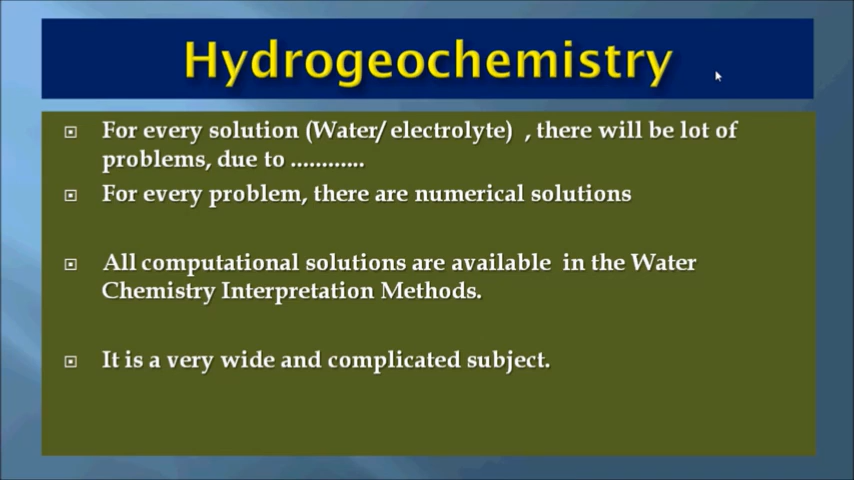 Hydrogeochemistry
For every solution (Water/ electrolyte) , there will be lot of
problems, due to ............
For every problem, there are numerical solutions
All computational solutions are available in the Water
Chemistry Interpretation Methods.
It is a very wide and complicated subject.